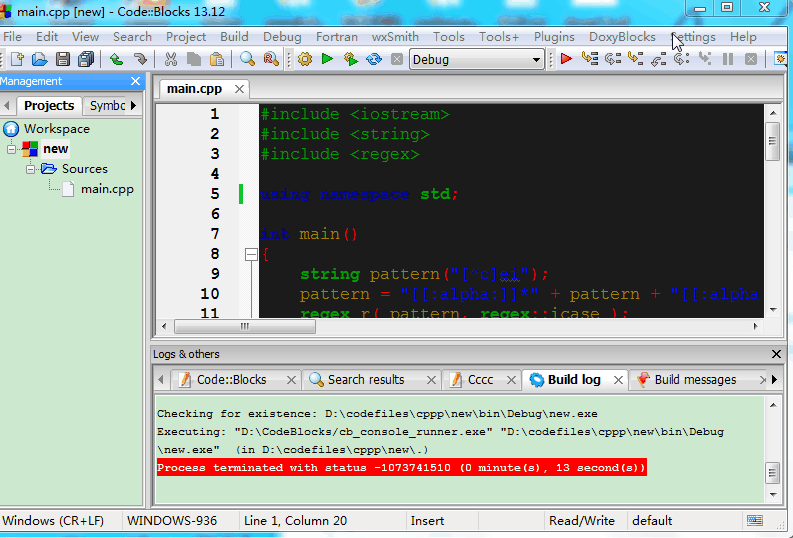 main.cpp [new] - Code::Blocks 13.12
File Edit View Search Project Build Debug Fortran wxSmith Tools Tools+ Plugins DoxyBlocks Settings Help
Debug
Management
Projects Symbo
main.cpp
Workspace
new
Sources
main.cpp
1 #include <iostream>
2 #include <string>
3 #include <regex>
4
5 using namespace std;
6
7 int main()
8 {
9 string pattern("[^c]ei");
10 pattern = "[[:alpha:]]*" + pattern + "[[:alpha
11 regex r( pattern, regex::icase );
Logs & others
Code::Blocks Search results Cccc Build log Build messages
Checking for existence: D:\codefiles\cppp\new\bin\Debug\new.exe
Executing: "D:\CodeBlocks/cb_console_runner.exe" "D:\codefiles\cppp\new\bin\Debug
\new.exe" (in D:\codefiles\cppp\new\.)
Process terminated with status -1073741510 (0 minute(s), 13 second(s))
Windows (CR+LF) WINDOWS-936 Line 1, Column 20 Insert Read/Write default